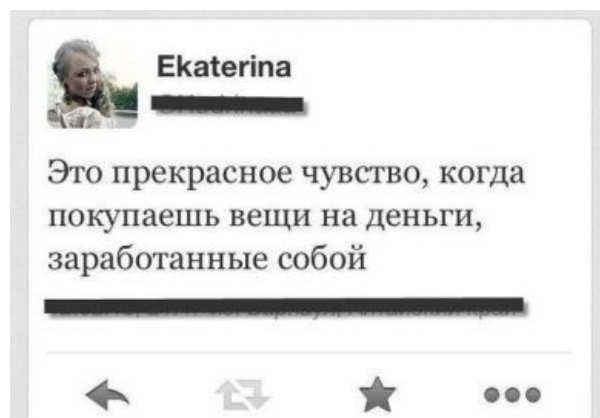 Ekaterina
Это прекрасное чувство, когда
покупаешь вещи на деньги,
заработанные собой